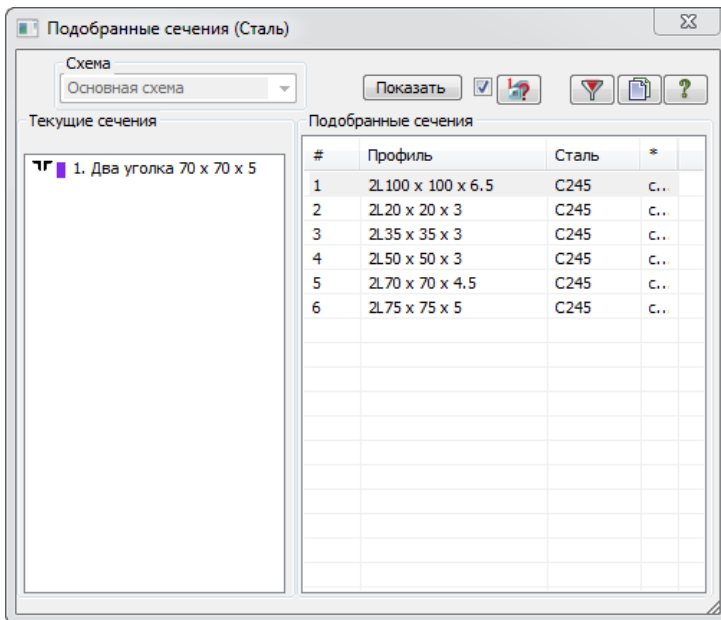 Подобранные сечения (Сталь)
Схема
Основная схема
Показать
?
Текущие сечения
Подобранные сечения
1. Два уголка 70 x 70 x 5
# Профиль Сталь *
1 2L100 x 100 x 6.5 C245 с...
2 2L20 x 20 x 3 C245 с...
3 2L35 x 35 x 3 C245 с...
4 2L50 x 50 x 3 C245 с...
5 2L70 x 70 x 4.5 C245 с...
6 2L75 x 75 x 5 C245 с...